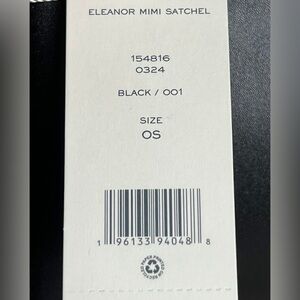 ELEANOR MIMI SATCHEL
154816
0324
BLACK / 001
SIZE
OS
1 96133 94048 8